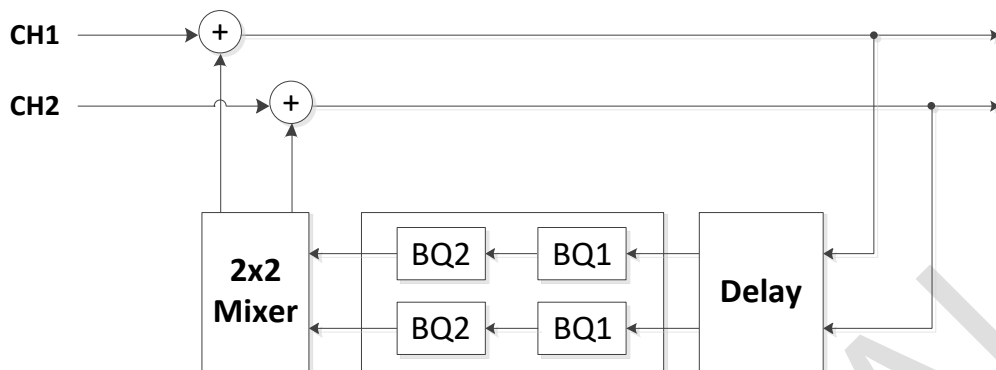 CH1
+
CH2
+
2x2
Mixer
BQ2
BQ1
BQ2
BQ1
Delay